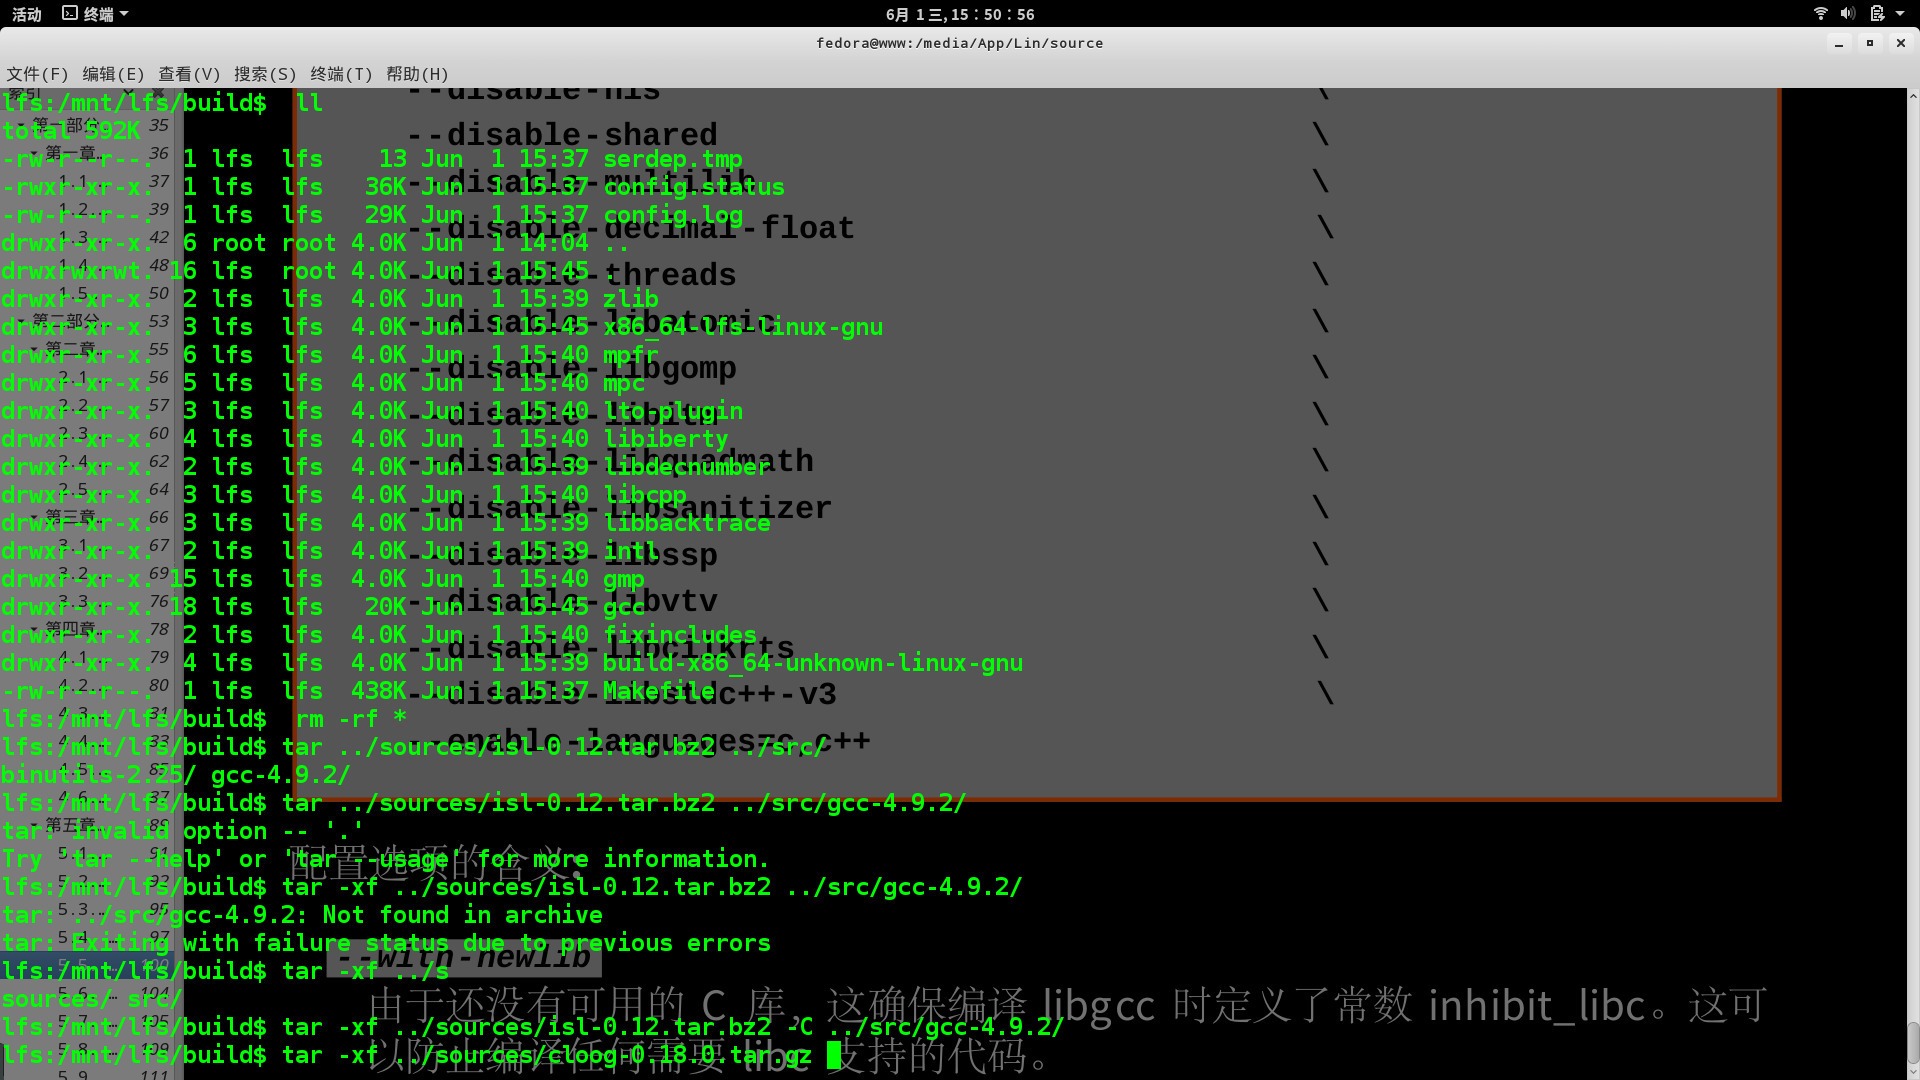 活动 终端 6月 1 三, 15 : 50 : 56
fedora@www:/media/App/Lin/source
文件(F) 编辑(E) 查看(V) 搜索(S) 终端(T) 帮助(H)
lfs:/mnt/lfs/build$  ll
total 592K
-rw-r--r--.  1 lfs  lfs    13 Jun  1 15:37 serdep.tmp
-rwxr-xr-x.  1 lfs  lfs   36K Jun  1 15:37 config.status
-rw-r--r--.  1 lfs  lfs   29K Jun  1 15:37 config.log
drwxr-xr-x.  6 root root 4.0K Jun  1 14:04 ..
drwxrwxrwt. 16 lfs  root 4.0K Jun  1 15:45 .
drwxr-xr-x.  2 lfs  lfs  4.0K Jun  1 15:39 zlib
drwxr-xr-x.  3 lfs  lfs  4.0K Jun  1 15:45 x86_64-lfs-linux-gnu
drwxr-xr-x.  6 lfs  lfs  4.0K Jun  1 15:40 mpfr
drwxr-xr-x.  5 lfs  lfs  4.0K Jun  1 15:40 mpc
drwxr-xr-x.  3 lfs  lfs  4.0K Jun  1 15:40 lto-plugin
drwxr-xr-x.  4 lfs  lfs  4.0K Jun  1 15:40 libiberty
drwxr-xr-x.  2 lfs  lfs  4.0K Jun  1 15:39 libdecnumber
drwxr-xr-x.  3 lfs  lfs  4.0K Jun  1 15:40 libcpp
drwxr-xr-x.  3 lfs  lfs  4.0K Jun  1 15:39 libbacktrace
drwxr-xr-x.  2 lfs  lfs  4.0K Jun  1 15:39 intl
drwxr-xr-x. 15 lfs  lfs  4.0K Jun  1 15:40 gmp
drwxr-xr-x. 18 lfs  lfs   20K Jun  1 15:45 gcc
drwxr-xr-x.  2 lfs  lfs  4.0K Jun  1 15:40 fixincludes
drwxr-xr-x.  4 lfs  lfs  4.0K Jun  1 15:39 build-x86_64-unknown-linux-gnu
-rw-r--r--.  1 lfs  lfs  438K Jun  1 15:37 Makefile
lfs:/mnt/lfs/build$  rm -rf *
lfs:/mnt/lfs/build$ tar ../sources/isl-0.12.tar.bz2 ../src/
binutils-2.25/ gcc-4.9.2/
lfs:/mnt/lfs/build$ tar ../sources/isl-0.12.tar.bz2 ../src/gcc-4.9.2/
tar: invalid option -- '.'
Try 'tar --help' or 'tar --usage' for more information.
lfs:/mnt/lfs/build$ tar -xf ../sources/isl-0.12.tar.bz2 ../src/gcc-4.9.2/
tar: ../src/gcc-4.9.2: Not found in archive
tar: Exiting with failure status due to previous errors
lfs:/mnt/lfs/build$ tar -xf ../s
sources/ src/
lfs:/mnt/lfs/build$ tar -xf ../sources/isl-0.12.tar.bz2 -C ../src/gcc-4.9.2/
lfs:/mnt/lfs/build$ tar -xf ../sources/cloog-0.18.0.tar.gz
--disable-nls \
--disable-shared \
--disable-multilib \
--disable-decimal-float \
--disable-threads \
--disable-libatomic \
--disable-libgomp \
--disable-libitm \
--disable-libquadmath \
--disable-libsanitizer \
--disable-libssp \
--disable-libvtv \
--disable-libcilkrts \
--disable-libstdc++-v3 \
--enable-languages=c,c++
配置选项的含义：
--with-newlib
由于还没有可用的 C 库，这确保编译 libgcc 时定义了常数 inhibit_libc。这可
以防止编译任何需要 libc 支持的代码。
索引
第一部分 35
第一章... 36
1.1... 37
1.2... 39
1.3... 42
1.4... 48
1.5... 50
第二部分 53
第二章... 55
2.1... 56
2.2... 57
2.3... 60
2.4... 62
2.5... 64
第三章... 66
3.1... 67
3.2... 69
3.3... 76
第四章... 78
4.1... 79
4.2... 80
第五章... 89
5.1... 91
5.2... 92
5.3... 95
5.4... 97
5.5... 100
5.6... 104
5.7... 105
5.8... 109
5.9... 111